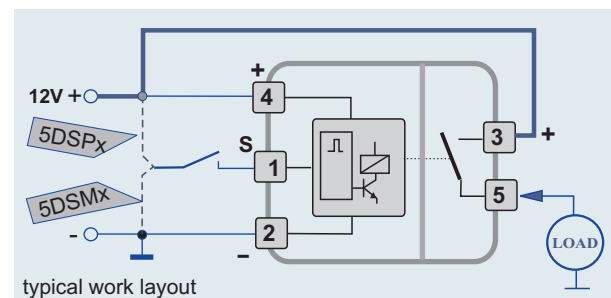 12V +
+
4
5DSPx
S
1
3
+
5DSMx
5
2
-
–
LOAD
typical work layout